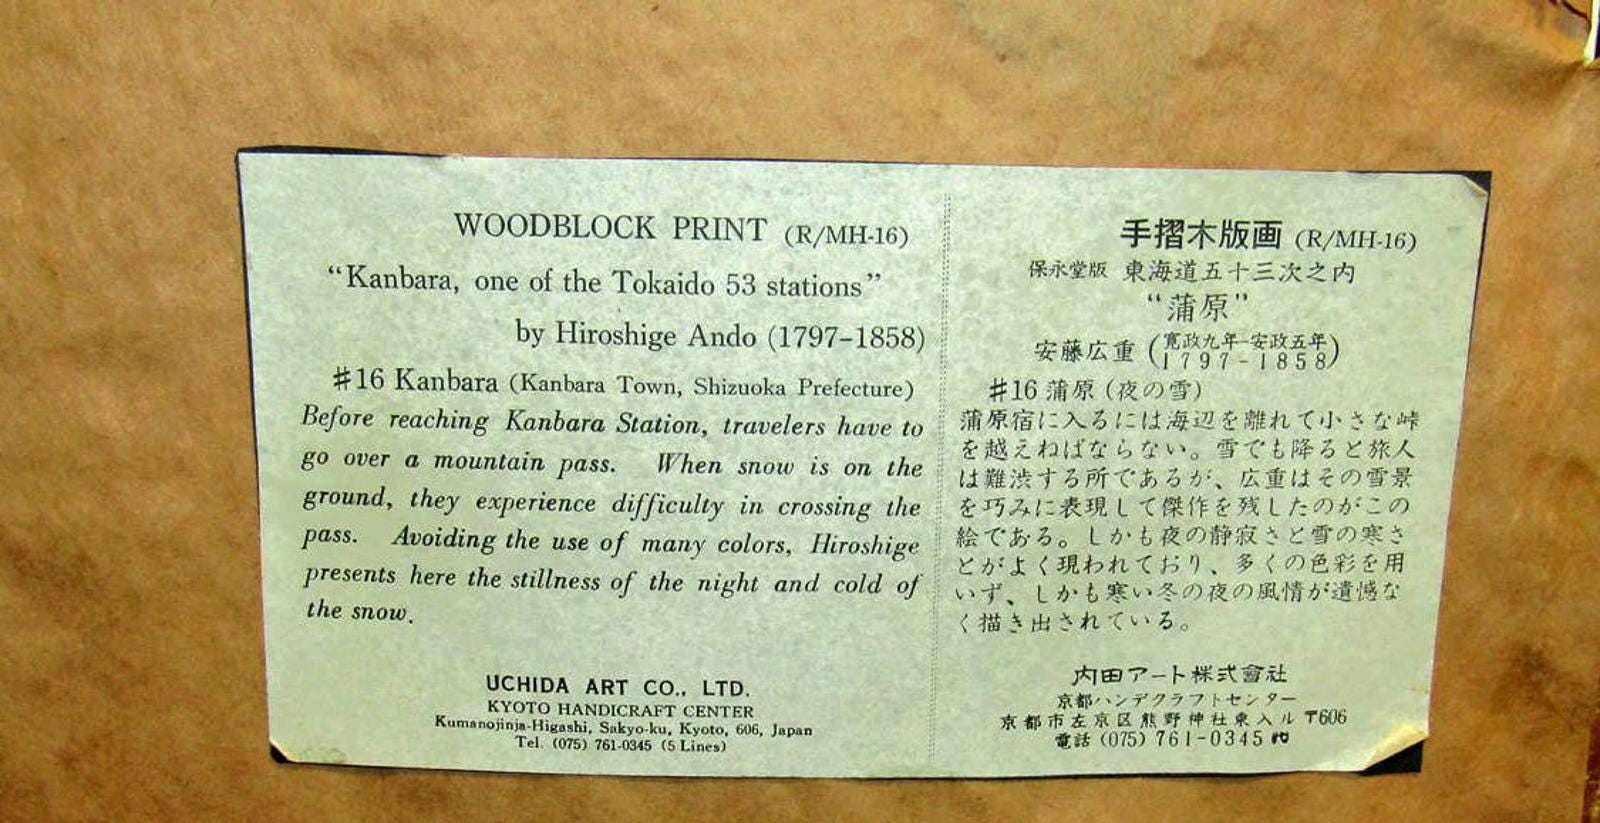 WOODBLOCK PRINT (R/MH-16)
“Kanbara, one of the Tokaido 53 stations”
by Hiroshige Ando (1797–1858)
♯16 Kanbara (Kanbara Town, Shizuoka Prefecture)
Before reaching Kanbara Station, travelers have to
go over a mountain pass. When snow is on the
ground, they experience difficulty in crossing the
pass. Avoiding the use of many colors, Hiroshige
presents here the stillness of the night and cold of
the snow.
UCHIDA ART CO., LTD.
KYOTO HANDICRAFT CENTER
Kumanojinja-Higashi, Sakyo-ku, Kyoto, 606, Japan
Tel. (075) 761-0345 (5 Lines)
手摺木版画 (R/MH-16)
保永堂版 東海道五十三次之内
“蒲原”
安藤広重 (寛政九年-安政五年
1797-1858)
♯16 蒲原 (夜の雪)
蒲原宿に入るには海辺を離れて小さな峠
を越えねばならない。雪でも降ると旅人
は難渋する所であるが、広重はその雪景
を巧みに表現して傑作を残したのがこの
絵である。しかも夜の静寂さと雪の寒さ
とがよく現われており、多くの色彩を用
いず、しかも寒い冬の夜の風情が遺憾な
く描き出されている。
内田アート株式會社
京都ハンデクラフトセンター
京都市左京区熊野神社東入ル 〒606
電話 (075) 761-0345